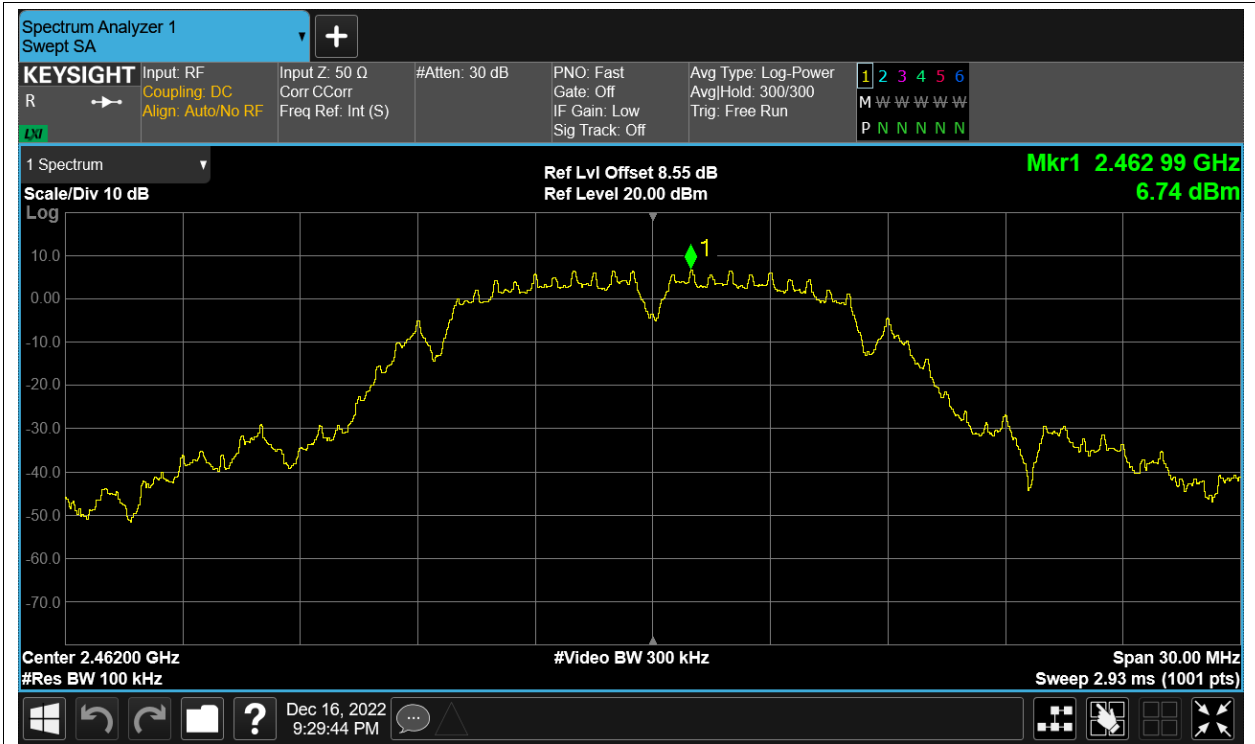 Spectrum Analyzer 1
Swept SA
KEYSIGHT
R
LXI
Input: RF
Coupling: DC
Align: Auto/No RF
Input Z: 50 Ω
Corr CCorr
Freq Ref: Int (S)
#Atten: 30 dB
PNO: Fast
Gate: Off
IF Gain: Low
Sig Track: Off
Avg Type: Log-Power
Avg|Hold: 300/300
Trig: Free Run
1 2 3 4 5 6
M W W W W W
P N N N N N
1 Spectrum
Scale/Div 10 dB
Log
Ref Lvl Offset 8.55 dB
Ref Level 20.00 dBm
Mkr1 2.462 99 GHz
6.74 dBm
1
10.0
0.00
-10.0
-20.0
-30.0
-40.0
-50.0
-60.0
-70.0
Center 2.46200 GHz
#Res BW 100 kHz
#Video BW 300 kHz
Span 30.00 MHz
Sweep 2.93 ms (1001 pts)
?
Dec 16, 2022
9:29:44 PM